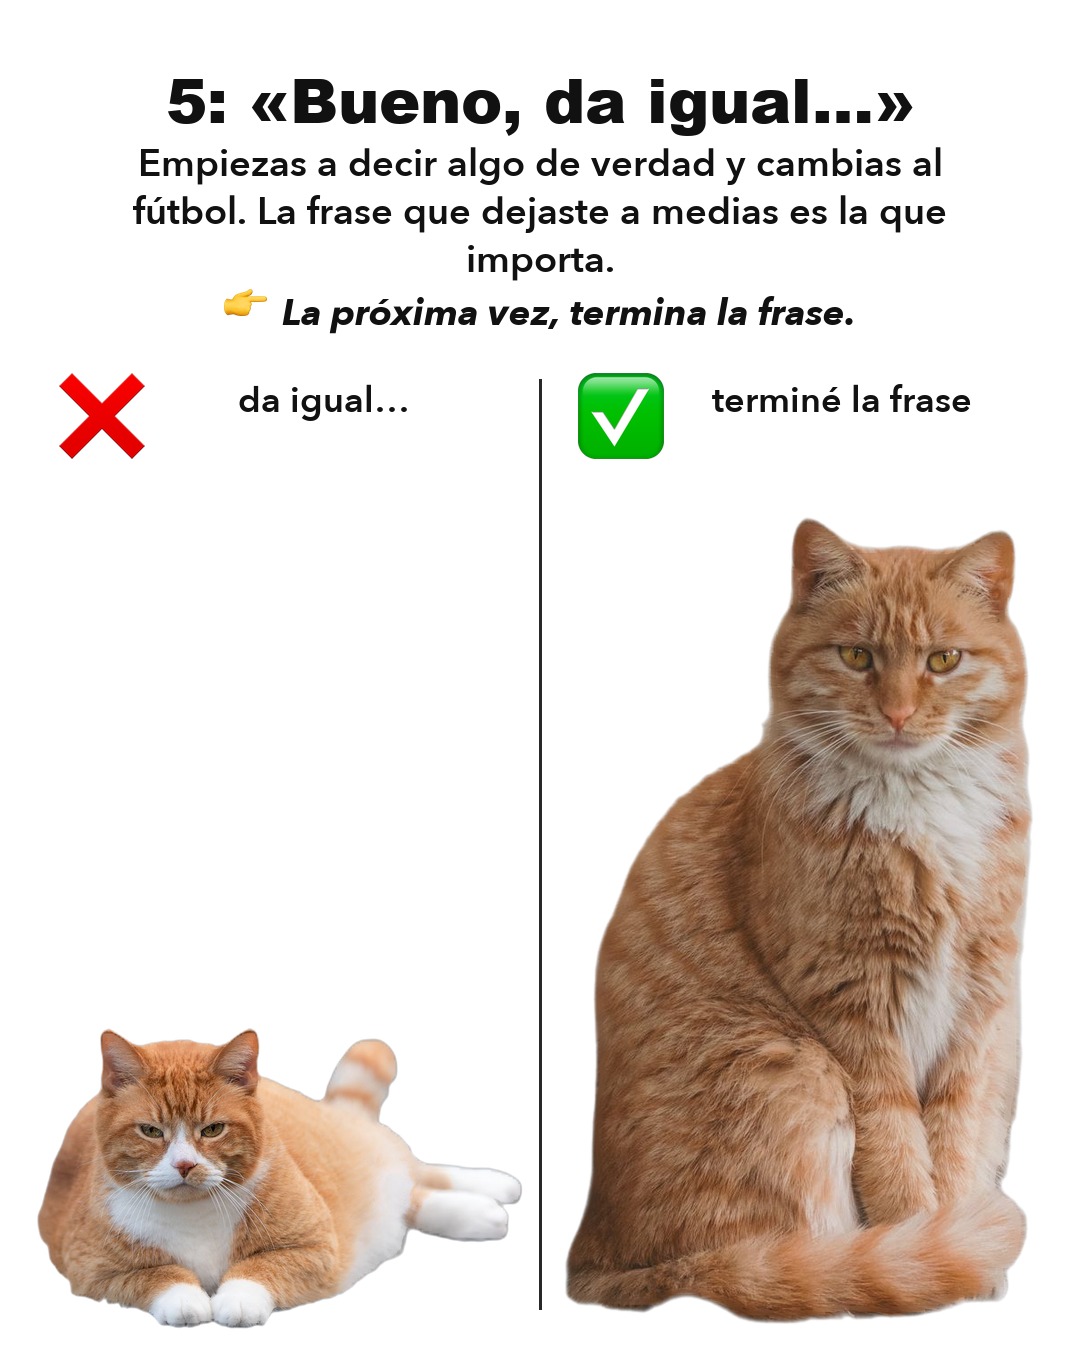 5: «Bueno, da igual...»
Empiezas a decir algo de verdad y cambias al
fútbol. La frase que dejaste a medias es la que
importa.
👉 La próxima vez, termina la frase.
❌ da igual...
✅ terminé la frase